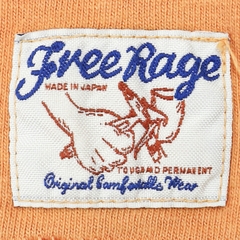 Free Rage
MADE IN JAPAN
TOUGH AND PERMANENT
Original Comfortable Wear